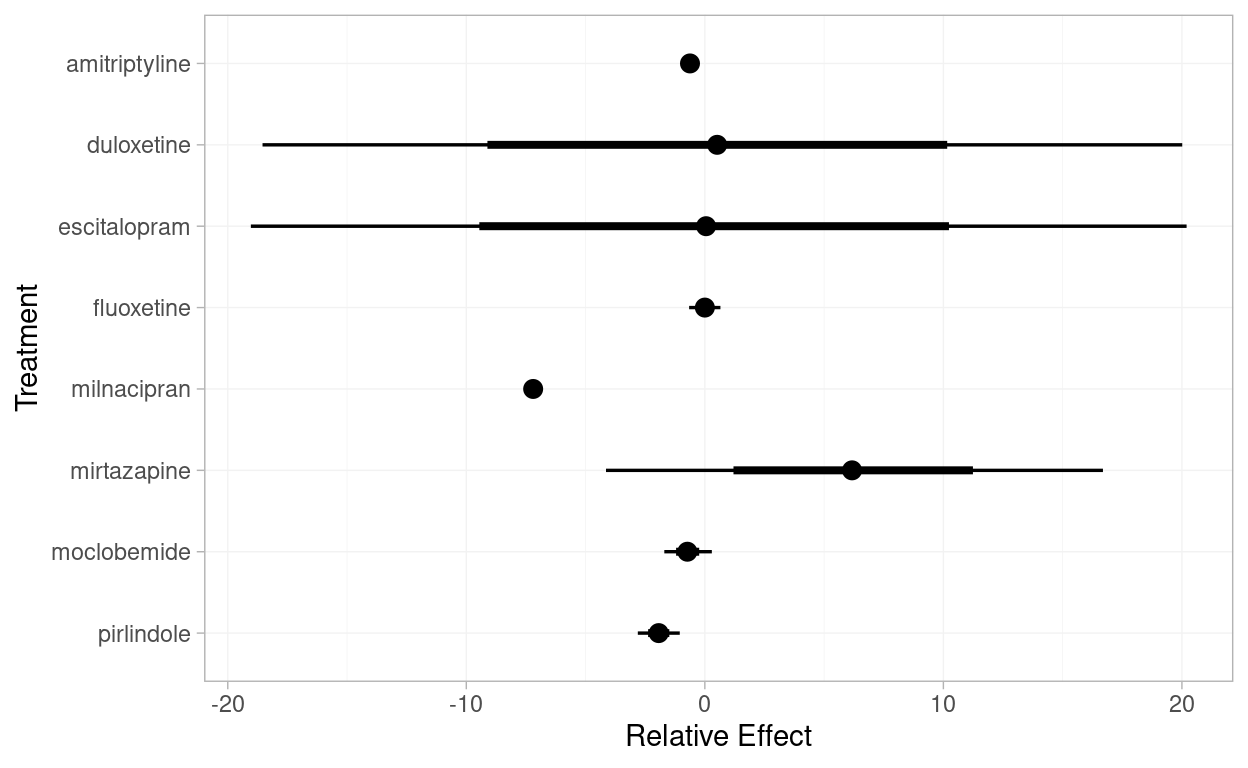 amitriptyline
duloxetine
escitalopram
fluoxetine
milnacipran
mirtazapine
moclobemide
pirlindole
Treatment
-20 -10 0 10 20
Relative Effect